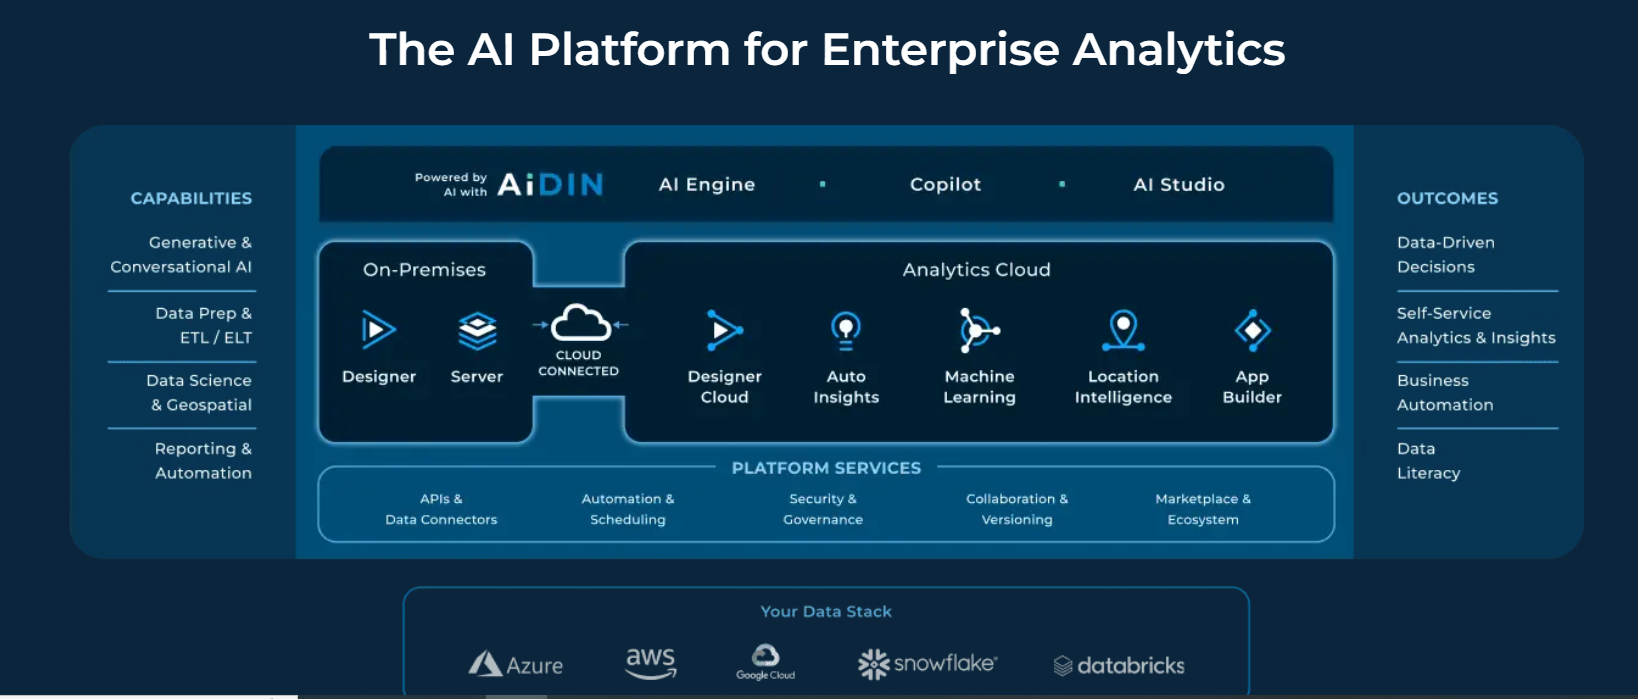 The AI Platform for Enterprise Analytics
CAPABILITIES
Generative &
Conversational AI
Data Prep &
ETL / ELT
Data Science
& Geospatial
Reporting &
Automation
Powered by
AI with
AiDIN
AI Engine
Copilot
AI Studio
On-Premises
Designer
Server
CLOUD
CONNECTED
Analytics Cloud
Designer
Cloud
Auto
Insights
Machine
Learning
Location
Intelligence
App
Builder
PLATFORM SERVICES
APIs &
Data Connectors
Automation &
Scheduling
Security &
Governance
Collaboration &
Versioning
Marketplace &
Ecosystem
OUTCOMES
Data-Driven
Decisions
Self-Service
Analytics & Insights
Business
Automation
Data
Literacy
Your Data Stack
Azure
aws
Google Cloud
snowflake®
databricks